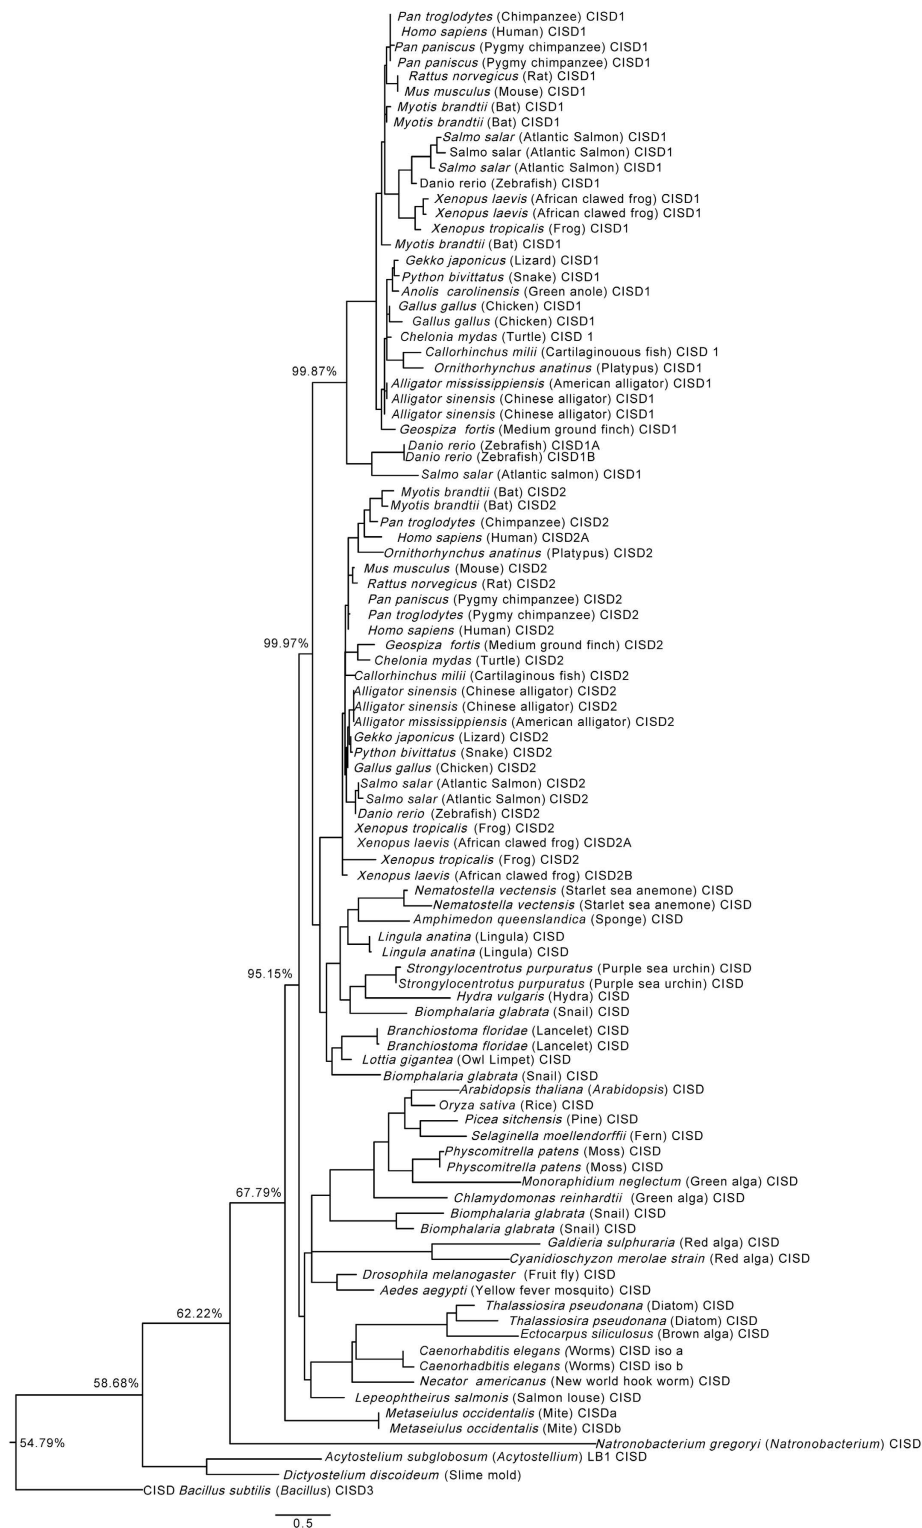 Pan troglodytes (Chimpanzee) CISD1
Homo sapiens (Human) CISD1
Pan paniscus (Pygmy chimpanzee) CISD1
Pan paniscus (Pygmy chimpanzee) CISD1
Rattus norvegicus (Rat) CISD1
Mus musculus (Mouse) CISD1
Myotis brandtii (Bat) CISD1
Myotis brandtii (Bat) CISD1
Salmo salar (Atlantic Salmon) CISD1
Salmo salar (Atlantic Salmon) CISD1
Salmo salar (Atlantic Salmon) CISD1
Danio rerio (Zebrafish) CISD1
Xenopus laevis (African clawed frog) CISD1
Xenopus laevis (African clawed frog) CISD1
Xenopus tropicalis (Frog) CISD1
Myotis brandtii (Bat) CISD1
Gekko japonicus (Lizard) CISD1
Python bivittatus (Snake) CISD1
Anolis carolinensis (Green anole) CISD1
Gallus gallus (Chicken) CISD1
Gallus gallus (Chicken) CISD1
Chelonia mydas (Turtle) CISD 1
Callorhinchus milii (Cartilaginouous fish) CISD 1
Ornithorhynchus anatinus (Platypus) CISD1
99.87%
Alligator mississippiensis (American alligator) CISD1
Alligator sinensis (Chinese alligator) CISD1
Alligator sinensis (Chinese alligator) CISD1
Geospiza fortis (Medium ground finch) CISD1
Danio rerio (Zebrafish) CISD1A
Danio rerio (Zebrafish) CISD1B
Salmo salar (Atlantic salmon) CISD1
Myotis brandtii (Bat) CISD2
Myotis brandtii (Bat) CISD2
Pan troglodytes (Chimpanzee) CISD2
Homo sapiens (Human) CISD2A
Ornithorhynchus anatinus (Platypus) CISD2
Mus musculus (Mouse) CISD2
Rattus norvegicus (Rat) CISD2
Pan paniscus (Pygmy chimpanzee) CISD2
Pan troglodytes (Pygmy chimpanzee) CISD2
Homo sapiens (Human) CISD2
99.97%
Geospiza fortis (Medium ground finch) CISD2
Chelonia mydas (Turtle) CISD2
Callorhinchus milii (Cartilaginous fish) CISD2
Alligator sinensis (Chinese alligator) CISD2
Alligator sinensis (Chinese alligator) CISD2
Alligator mississippiensis (American alligator) CISD2
Gekko japonicus (Lizard) CISD2
Python bivittatus (Snake) CISD2
Gallus gallus (Chicken) CISD2
Salmo salar (Atlantic Salmon) CISD2
Salmo salar (Atlantic Salmon) CISD2
Danio rerio (Zebrafish) CISD2
Xenopus tropicalis (Frog) CISD2
Xenopus laevis (African clawed frog) CISD2A
Xenopus tropicalis (Frog) CISD2
Xenopus laevis (African clawed frog) CISD2B
Nematostella vectensis (Starlet sea anemone) CISD
Nematostella vectensis (Starlet sea anemone) CISD
Amphimedon queenslandica (Sponge) CISD
Lingula anatina (Lingula) CISD
Lingula anatina (Lingula) CISD
Strongylocentrotus purpuratus (Purple sea urchin) CISD
95.15%
Strongylocentrotus purpuratus (Purple sea urchin) CISD
Hydra vulgaris (Hydra) CISD
Biomphalaria glabrata (Snail) CISD
Branchiostoma floridae (Lancelet) CISD
Branchiostoma floridae (Lancelet) CISD
Lottia gigantea (Owl Limpet) CISD
Biomphalaria glabrata (Snail) CISD
Arabidopsis thaliana (Arabidopsis) CISD
Oryza sativa (Rice) CISD
Picea sitchensis (Pine) CISD
Selaginella moellendorffii (Fern) CISD
Physcomitrella patens (Moss) CISD
Physcomitrella patens (Moss) CISD
Monoraphidium neglectum (Green alga) CISD
67.79%
Chlamydomonas reinhardtii (Green alga) CISD
Biomphalaria glabrata (Snail) CISD
Biomphalaria glabrata (Snail) CISD
Galdieria sulphuraria (Red alga) CISD
Cyanidioschyzon merolae strain (Red alga) CISD
Drosophila melanogaster (Fruit fly) CISD
Aedes aegypti (Yellow fever mosquito) CISD
Thalassiosira pseudonana (Diatom) CISD
62.22%
Thalassiosira pseudonana (Diatom) CISD
Ectocarpus siliculosus (Brown alga) CISD
Caenorhabditis elegans (Worms) CISD iso a
Caenorhadbitis elegans (Worms) CISD iso b
58.68%
Necator americanus (New world hook worm) CISD
Lepeophtheirus salmonis (Salmon louse) CISD
Metaseiulus occidentalis (Mite) CISDa
Metaseiulus occidentalis (Mite) CISDb
54.79%
Natronobacterium gregoryi (Natronobacterium) CISD
Acytostelium subglobosum (Acytostellium) LB1 CISD
Dictyostelium discoideum (Slime mold)
CISD Bacillus subtilis (Bacillus) CISD3
0.5